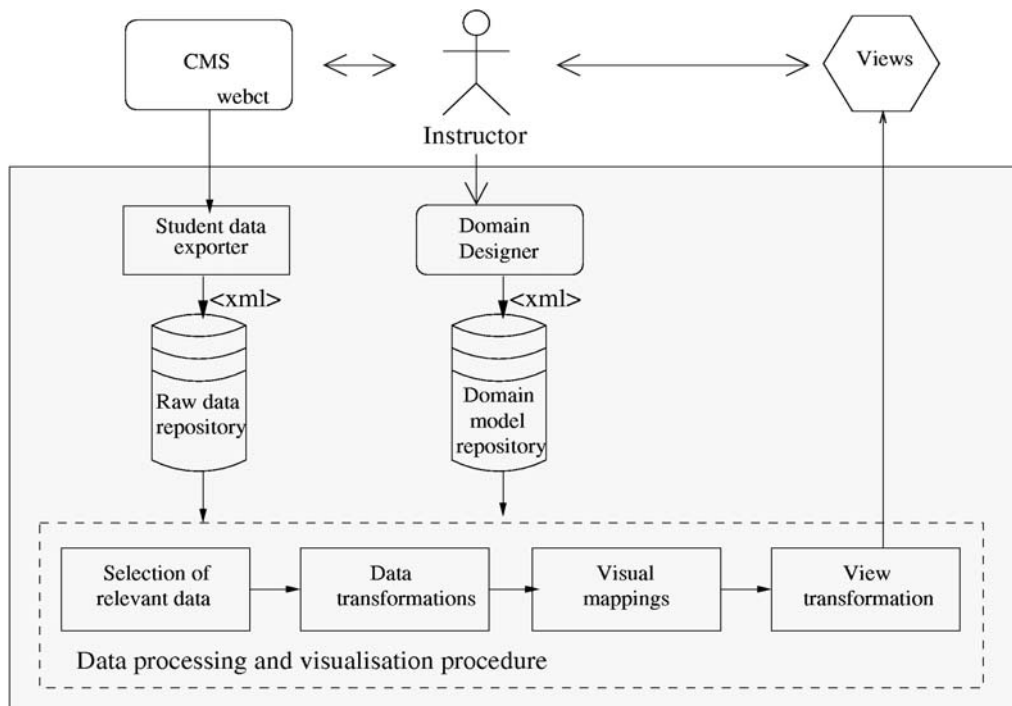 CMS
webct
Instructor
Views
Student data
exporter
<xml>
Raw data
repository
Domain
Designer
<xml>
Domain
model
repository
Selection of
relevant data
Data
transformations
Visual
mappings
View
transformation
Data processing and visualisation procedure